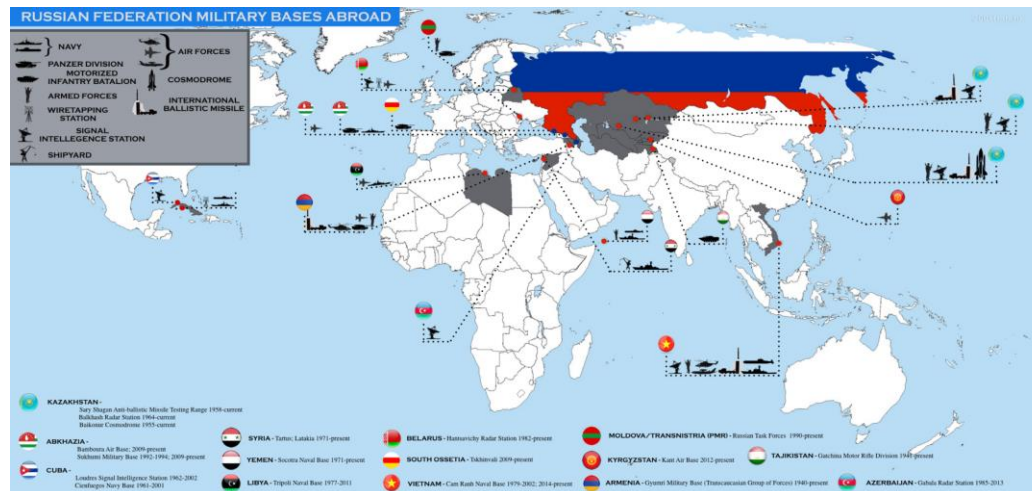 RUSSIAN FEDERATION MILITARY BASES ABROAD
NAVY
AIR FORCES
PANZER DIVISION
MOTORIZED
INFANTRY BATALION
COSMODROME
ARMED FORCES
INTERNATIONAL
BALLISTIC MISSILE
WIRETAPPING
STATION
SIGNAL
INTELLEGENCE STATION
SHIPYARD
KAZAKHSTAN -
Sary Shagan Anti-ballistic Missile Testing Range 1958-current
Balkhash Radar Station 1964-current
Baikonur Cosmodrome 1955-current
ABKHAZIA -
Bambora Air Base; 2009-present
Sukhumi Military Base 1992-1994; 2009-present
CUBA -
Lourdes Signal Intelligence Station 1962-2002
Cienfuegos Navy Base 1961-2001
SYRIA - Tartus; Latakia 1971-present
YEMEN - Socotra Naval Base 1971-present
LIBYA - Tripoli Naval Base 1977-2011
BELARUS - Hantsavichy Radar Station 1982-present
SOUTH OSSETIA - Tskhinvali 2009-present
VIETNAM - Cam Ranh Naval Base 1979-2002; 2014-present
MOLDOVA/TRANSNISTRIA (PMR) - Russian Task Forces 1990-present
KYRGYZSTAN - Kant Air Base 2012-present
ARMENIA - Gyumri Military Base (Transcaucasian Group of Forces) 1940-present
TAJIKISTAN - Gatchina Motor Rifle Division 1945-present
AZERBAIJAN - Gabala Radar Station 1985-2013